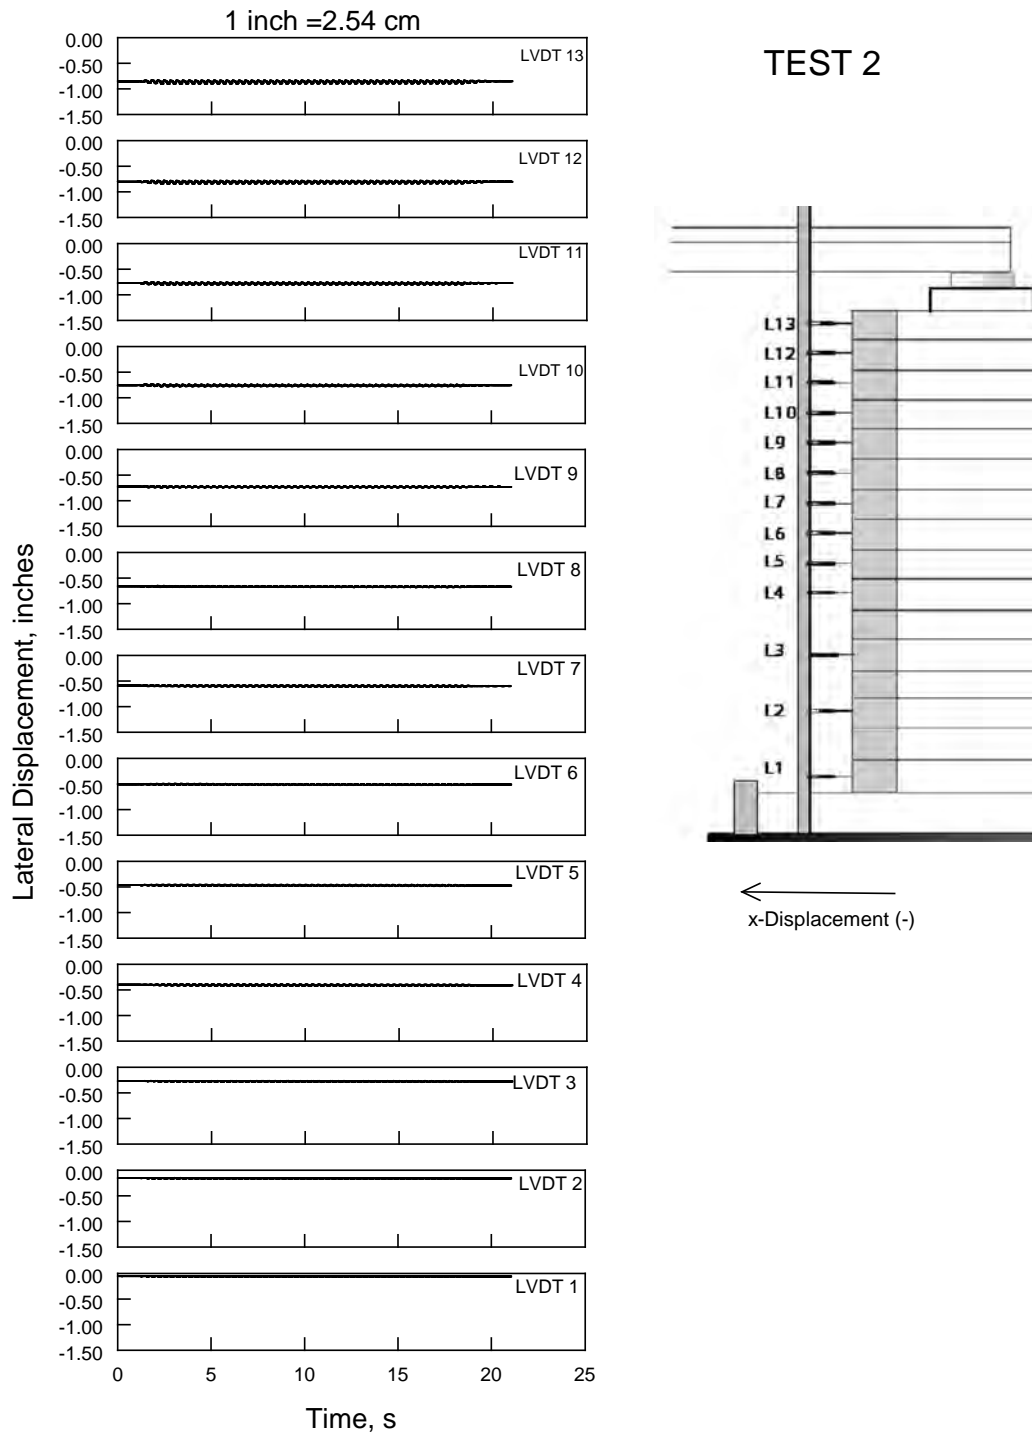 1 inch =2.54 cm
TEST 2
Lateral Displacement, inches
0.00
-0.50
-1.00
-1.50
LVDT 13
0.00
-0.50
-1.00
-1.50
LVDT 12
0.00
-0.50
-1.00
-1.50
LVDT 11
0.00
-0.50
-1.00
-1.50
LVDT 10
0.00
-0.50
-1.00
-1.50
LVDT 9
0.00
-0.50
-1.00
-1.50
LVDT 8
0.00
-0.50
-1.00
-1.50
LVDT 7
0.00
-0.50
-1.00
-1.50
LVDT 6
0.00
-0.50
-1.00
-1.50
LVDT 5
0.00
-0.50
-1.00
-1.50
LVDT 4
0.00
-0.50
-1.00
-1.50
LVDT 3
0.00
-0.50
-1.00
-1.50
LVDT 2
0.00
-0.50
-1.00
-1.50
LVDT 1
0 5 10 15 20 25
Time, s
L13
L12
L11
L10
L9
L8
L7
L6
L5
L4
L3
L2
L1
x-Displacement (-)